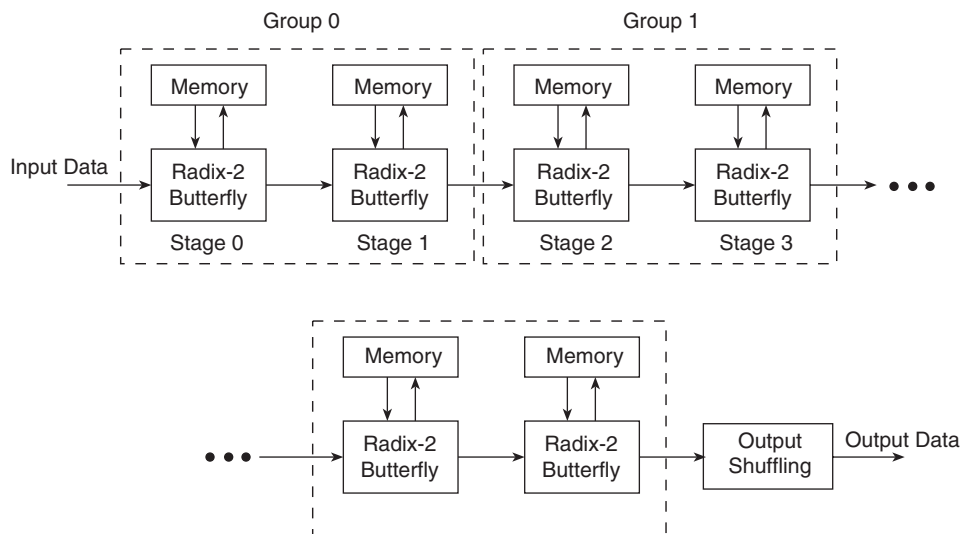 Group 0
Group 1
Memory
Memory
Memory
Memory
Input Data
Radix-2
Butterfly
Radix-2
Butterfly
Radix-2
Butterfly
Radix-2
Butterfly
Stage 0
Stage 1
Stage 2
Stage 3
Memory
Memory
Radix-2
Butterfly
Radix-2
Butterfly
Output
Shuffling
Output Data